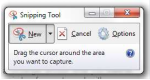 Snipping Tool
New Cancel Options
Drag the cursor around the area
you want to capture.